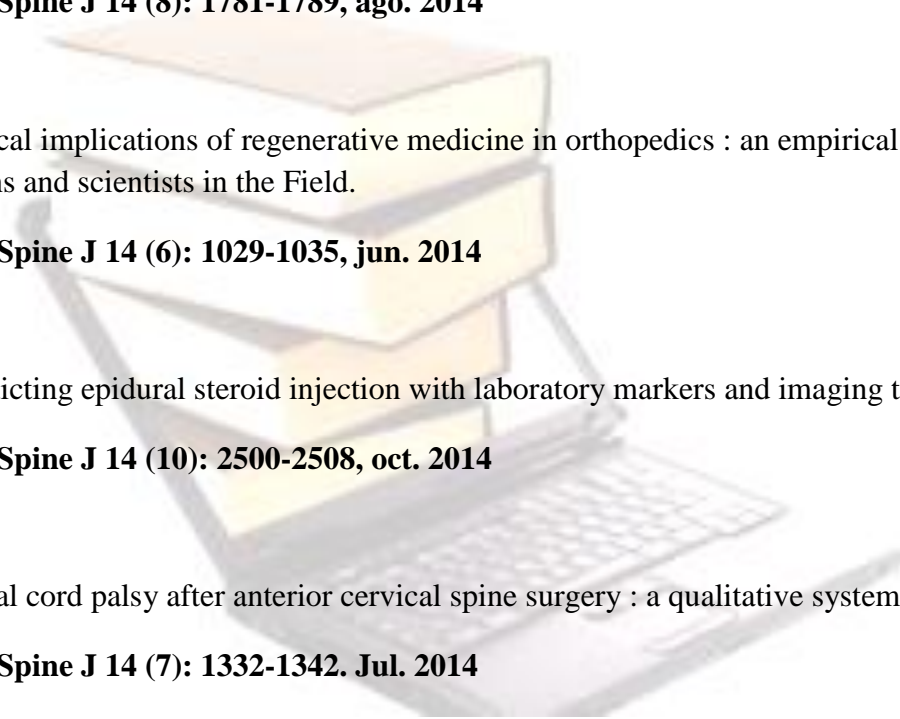 Spine J 14 (8): 1781-1789, ago. 2014
cal implications of regenerative medicine in orthopedics : an empirical
ns and scientists in the Field.
Spine J 14 (6): 1029-1035, jun. 2014
icting epidural steroid injection with laboratory markers and imaging t
Spine J 14 (10): 2500-2508, oct. 2014
al cord palsy after anterior cervical spine surgery : a qualitative system
Spine J 14 (7): 1332-1342. Jul. 2014